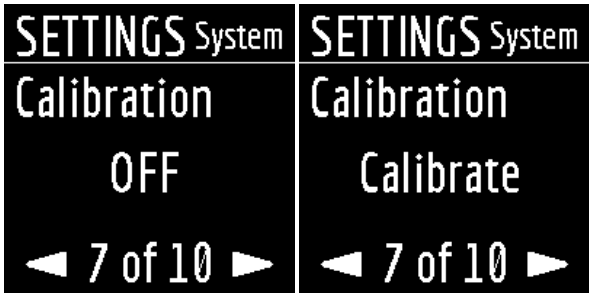 SETTINGS System
Calibration
OFF
◄ 7 of 10 ►
SETTINGS System
Calibration
Calibrate
◄ 7 of 10 ►